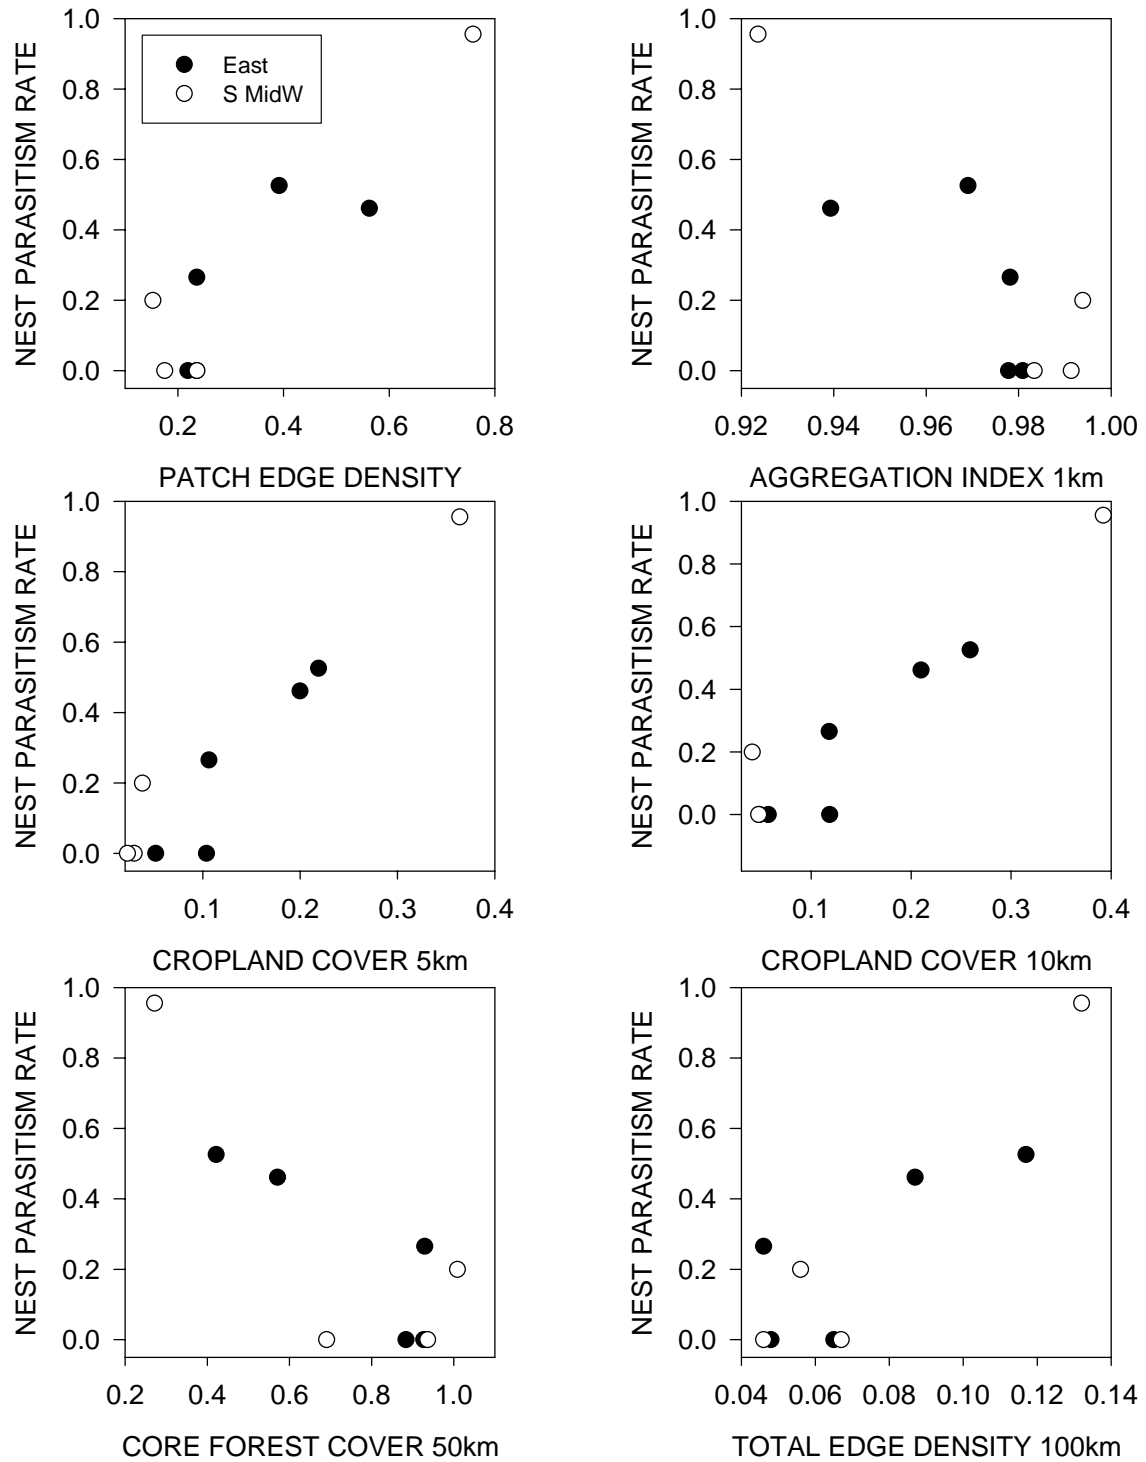 NEST PARASITISM RATE
1.0
0.8
0.6
0.4
0.2
0.0
East
S MidW
0.2 0.4 0.6 0.8
PATCH EDGE DENSITY
NEST PARASITISM RATE
1.0
0.8
0.6
0.4
0.2
0.0
0.92 0.94 0.96 0.98 1.00
AGGREGATION INDEX 1km
NEST PARASITISM RATE
1.0
0.8
0.6
0.4
0.2
0.0
0.1 0.2 0.3 0.4
CROPLAND COVER 5km
NEST PARASITISM RATE
1.0
0.8
0.6
0.4
0.2
0.0
0.1 0.2 0.3 0.4
CROPLAND COVER 10km
NEST PARASITISM RATE
1.0
0.8
0.6
0.4
0.2
0.0
0.2 0.4 0.6 0.8 1.0
CORE FOREST COVER 50km
NEST PARASITISM RATE
1.0
0.8
0.6
0.4
0.2
0.0
0.04 0.06 0.08 0.10 0.12 0.14
TOTAL EDGE DENSITY 100km